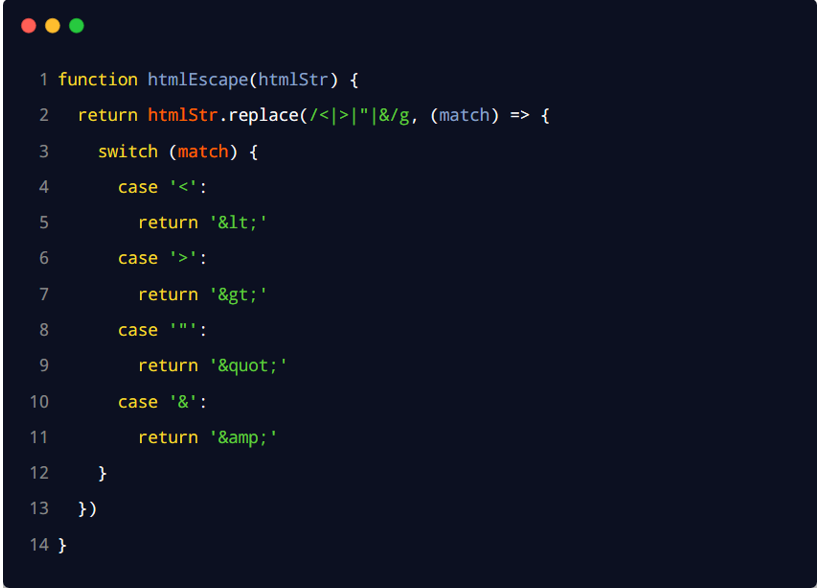 1 function htmlEscape(htmlStr) {
2   return htmlStr.replace(/<|>|"|&/g, (match) => {
3     switch (match) {
4       case '<':
5         return '&lt;'
6       case '>':
7         return '&gt;'
8       case '"':
9         return '&quot;'
10       case '&':
11         return '&amp;'
12     }
13   })
14 }